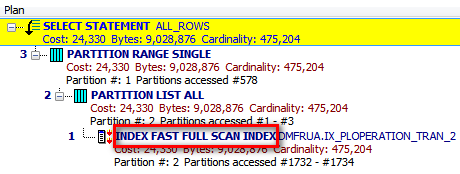 Plan
SELECT STATEMENT ALL_ROWS
Cost: 24,330 Bytes: 9,028,876 Cardinality: 475,204
3 PARTITION RANGE SINGLE
Cost: 24,330 Bytes: 9,028,876 Cardinality: 475,204
Partition #: 1 Partitions accessed #578
2 PARTITION LIST ALL
Cost: 24,330 Bytes: 9,028,876 Cardinality: 475,204
Partition #: 2 Partitions accessed #1 - #3
1 INDEX FAST FULL SCAN INDEX DMFRUA.IX_PLOPERATION_TRAN_2
Cost: 24,330 Bytes: 9,028,876 Cardinality: 475,204
Partition #: 2 Partitions accessed #1732 - #1734